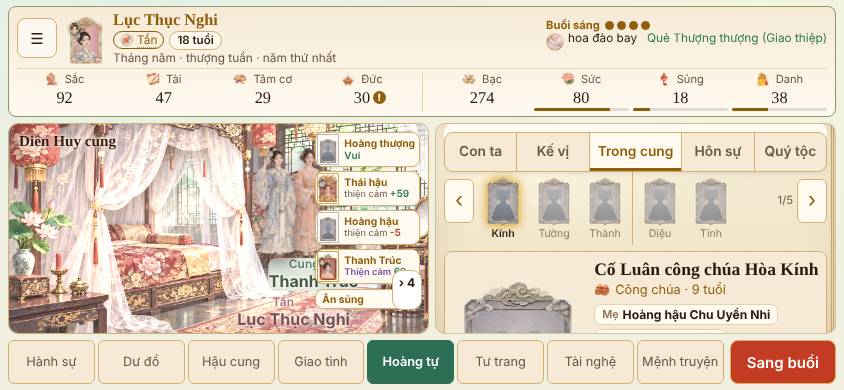 Lục Thục Nghi
Tần 18 tuổi
Tháng năm · thượng tuần · năm thứ nhất
Buổi sáng
hoa đào bay Quẻ Thượng thượng (Giao thiệp)
Sắc Tài Tâm cơ Đức Bạc Sức Sủng Danh
92 47 29 30 ! 274 80 18 38
Diên Huy cung
Hoàng thượng
Vui
Thái hậu
thiện cảm +59
Hoàng hậu
thiện cảm -5
Thanh Trúc
Thiện cảm
› 4
Ân sủng
Cung
Thanh Trúc
Tần
Lục Thục Nghi
Con ta Kế vị Trong cung Hôn sự Quý tộc
‹ 1/5 ›
Kính Tường Thành Diệu Tinh
Cố Luân công chúa Hòa Kính
Công chúa · 9 tuổi
Mẹ Hoàng hậu Chu Uyển Nhi
Hành sự Dư đồ Hậu cung Giao tình Hoàng tự Tư trang Tài nghệ Mệnh truyện Sang buổi